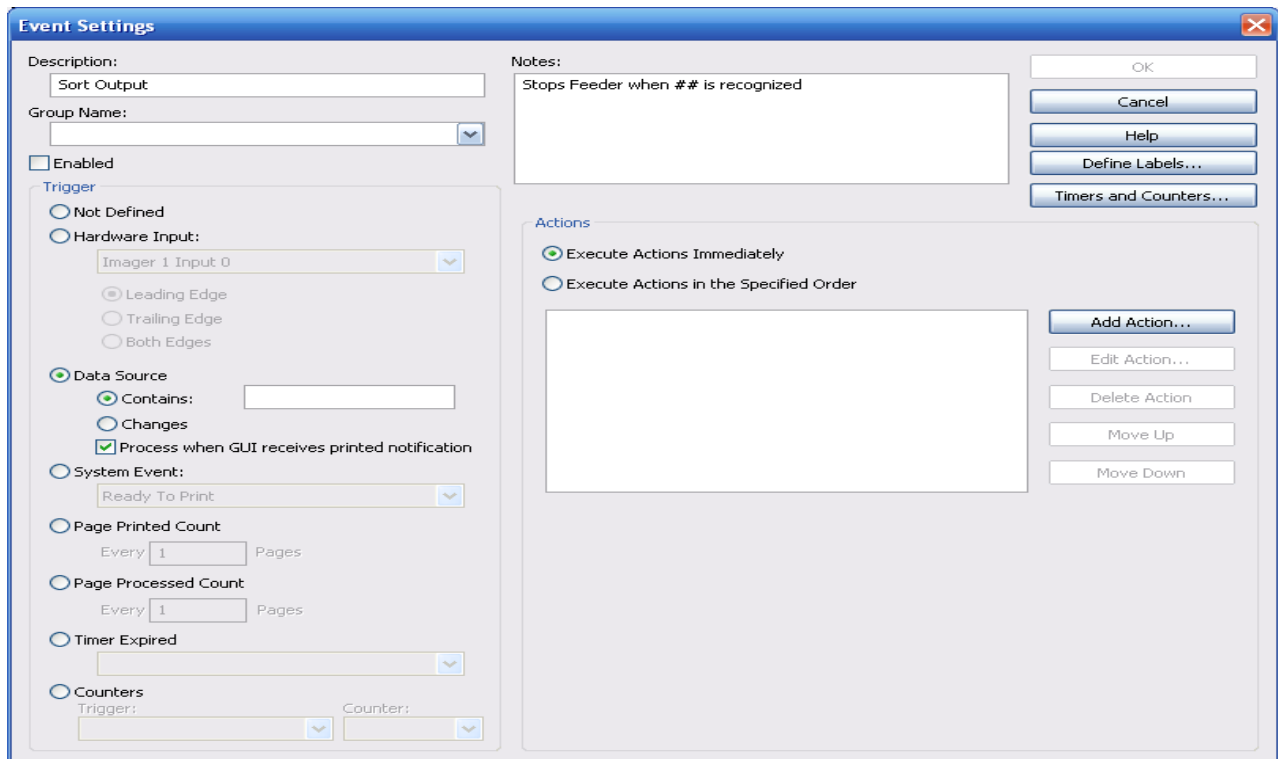 Event Settings
Description:
Sort Output
Group Name:
Enabled
Trigger
Not Defined
Hardware Input:
Imager 1 Input 0
Leading Edge
Trailing Edge
Both Edges
Data Source
Contains:
Changes
Process when GUI receives printed notification
System Event:
Ready To Print
Page Printed Count
Every 1 Pages
Page Processed Count
Every 1 Pages
Timer Expired
Counters
Trigger: Counter:
Notes:
Stops Feeder when ## is recognized
OK
Cancel
Help
Define Labels...
Timers and Counters...
Actions
Execute Actions Immediately
Execute Actions in the Specified Order
Add Action...
Edit Action...
Delete Action
Move Up
Move Down